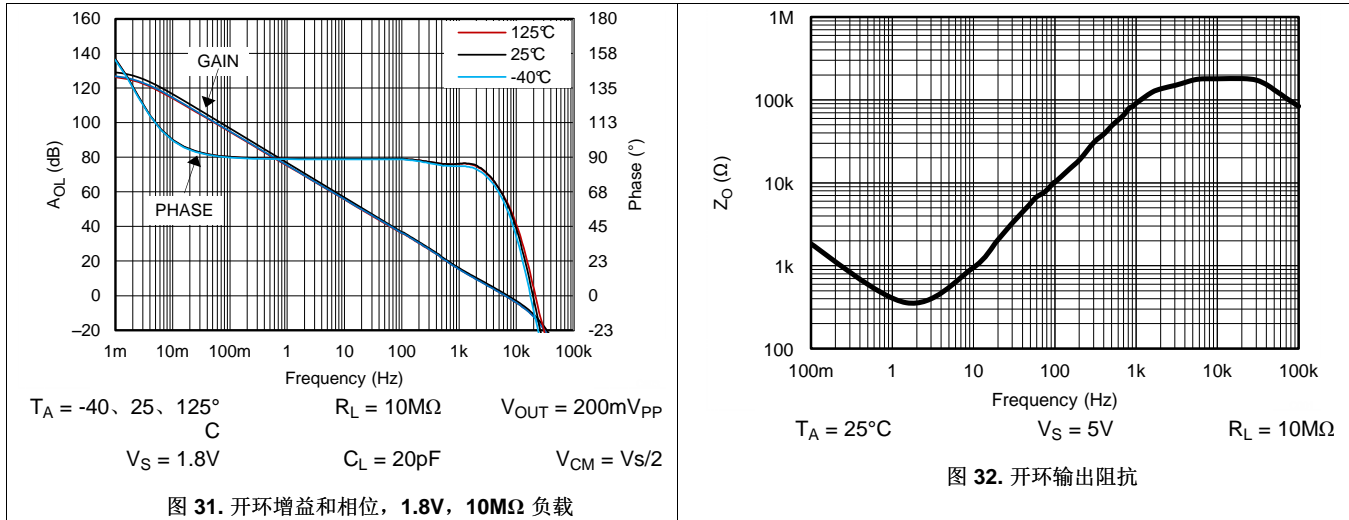 160
140
120
100
80
60
40
20
0
–20
A_OL (dB)
180
158
135
113
90
68
45
23
0
-23
Phase (°)
GAIN
PHASE
125℃
25℃
-40℃
1m 10m 100m 1 10 100 1k 10k 100k
Frequency (Hz)
T_A = -40、25、125° R_L = 10MΩ V_OUT = 200mV_PP
C
V_S = 1.8V C_L = 20pF V_CM = Vs/2
图 31. 开环增益和相位，1.8V，10MΩ 负载
1M
100k
10k
1k
100
Z_O (Ω)
100m 1 10 100 1k 10k 100k
Frequency (Hz)
T_A = 25°C V_S = 5V R_L = 10MΩ
图 32. 开环输出阻抗